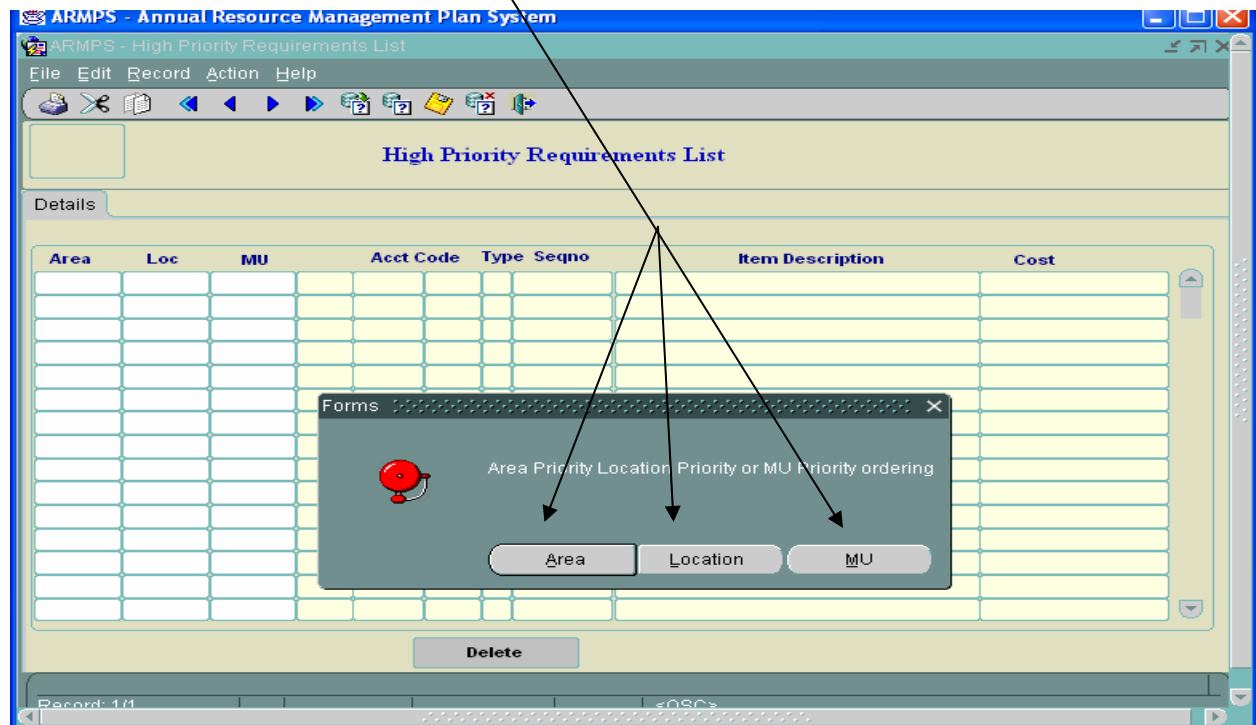 ARMPS - Annual Resource Management Plan System
ARMPS - High Priority Requirements List
File Edit Record Action Help
High Priority Requirements List
Details
Area Loc MU Acct Code Type Seqno Item Description Cost
Forms
Area Priority Location Priority or MU Priority ordering
Area Location MU
Delete
Record: 1/1 <OSC>